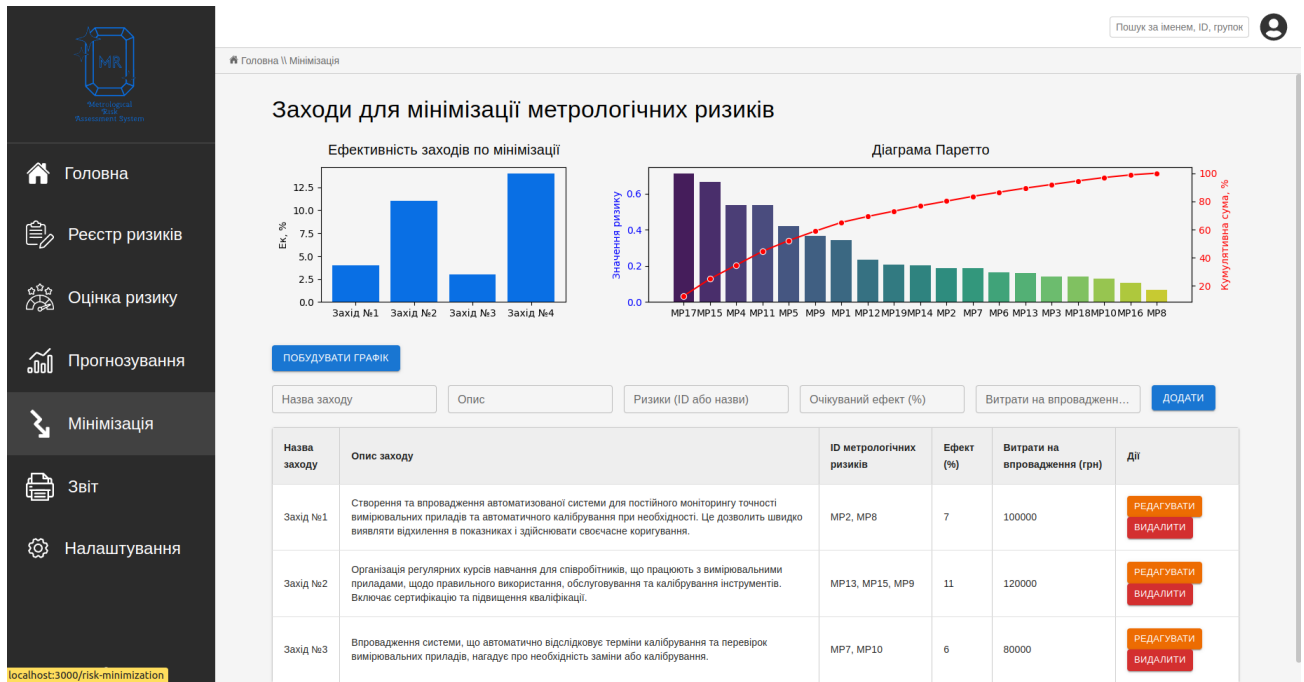 Пошук за іменем, ID, групок
MR
Metrological
Risk
Assessment System
Головна \\ Мінімізація
Головна
Реєстр ризиків
Оцінка ризику
Прогнозування
Мінімізація
Звіт
Налаштування
localhost:3000/risk-minimization
Заходи для мінімізації метрологічних ризиків
Ефективність заходів по мінімізації
Ек, %
12.5
10.0
7.5
5.0
2.5
0.0
Захід №1 Захід №2 Захід №3 Захід №4
Діаграма Паретто
Значення ризику
0.6
0.4
0.2
0.0
МР17 МР15 МР4 МР11 МР5 МР9 МР1 МР12 МР19 МР14 МР2 МР7 МР6 МР13 МР3 МР18 МР10 МР16 МР8
100
80
60
40
20
Кумулятивна сума, %
ПОБУДУВАТИ ГРАФІК
Назва заходу
Опис
Ризики (ID або назви)
Очікуваний ефект (%)
Витрати на впровадженн...
ДОДАТИ
Назва
заходу
Опис заходу
ID метрологічних
ризиків
Ефект
(%)
Витрати на
впровадження (грн)
Дії
Захід №1
Створення та впровадження автоматизованої системи для постійного моніторингу точності
вимірювальних приладів та автоматичного калібрування при необхідності. Це дозволить швидко
виявляти відхилення в показниках і здійснювати своєчасне коригування.
МР2, МР8
7
100000
РЕДАГУВАТИ
ВИДАЛИТИ
Захід №2
Організація регулярних курсів навчання для співробітників, що працюють з вимірювальними
приладами, щодо правильного використання, обслуговування та калібрування інструментів.
Включає сертифікацію та підвищення кваліфікації.
МР13, МР15, МР9
11
120000
РЕДАГУВАТИ
ВИДАЛИТИ
Захід №3
Впровадження системи, що автоматично відслідковує терміни калібрування та перевірок
вимірювальних приладів, нагадує про необхідність заміни або калібрування.
МР7, МР10
6
80000
РЕДАГУВАТИ
ВИДАЛИТИ